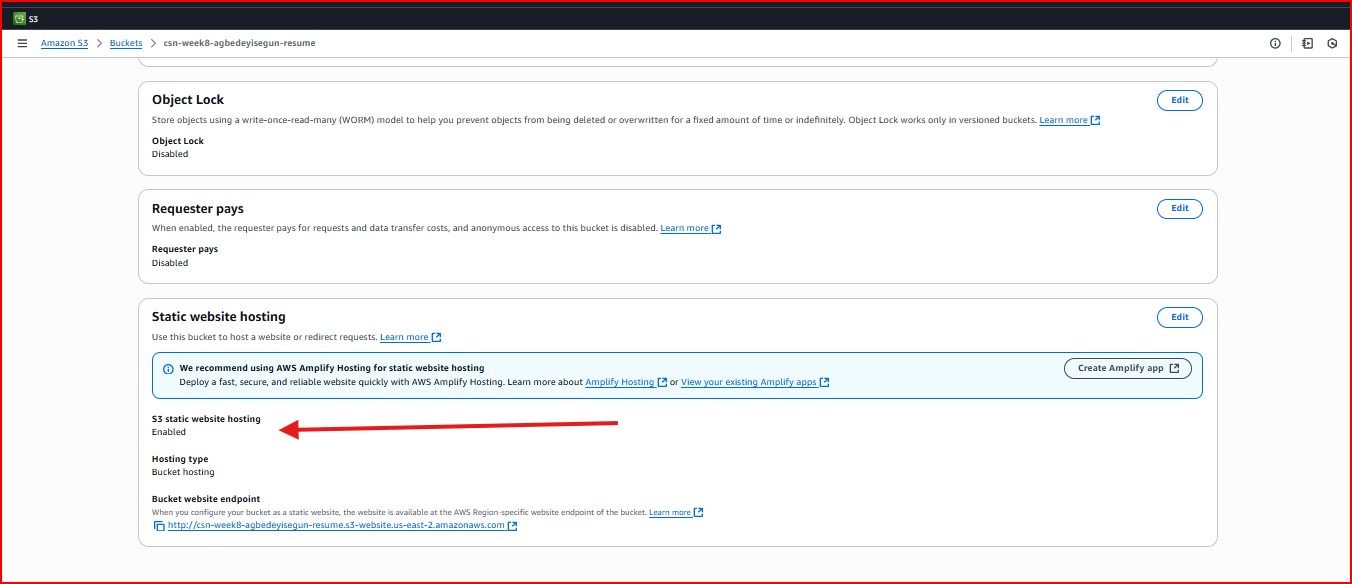 S3
Amazon S3 > Buckets > csn-week8-agbedeyisegun-resume
Object Lock
Edit
Store objects using a write-once-read-many (WORM) model to help you prevent objects from being deleted or overwritten for a fixed amount of time or indefinitely. Object Lock works only in versioned buckets. Learn more
Object Lock
Disabled
Requester pays
Edit
When enabled, the requester pays for requests and data transfer costs, and anonymous access to this bucket is disabled. Learn more
Requester pays
Disabled
Static website hosting
Edit
Use this bucket to host a website or redirect requests. Learn more
We recommend using AWS Amplify Hosting for static website hosting
Create Amplify app
Deploy a fast, secure, and reliable website quickly with AWS Amplify Hosting. Learn more about Amplify Hosting or View your existing Amplify apps
S3 static website hosting
Enabled
Hosting type
Bucket hosting
Bucket website endpoint
When you configure your bucket as a static website, the website is available at the AWS Region-specific website endpoint of the bucket. Learn more
http://csn-week8-agbedeyisegun-resume.s3-website.us-east-2.amazonaws.com